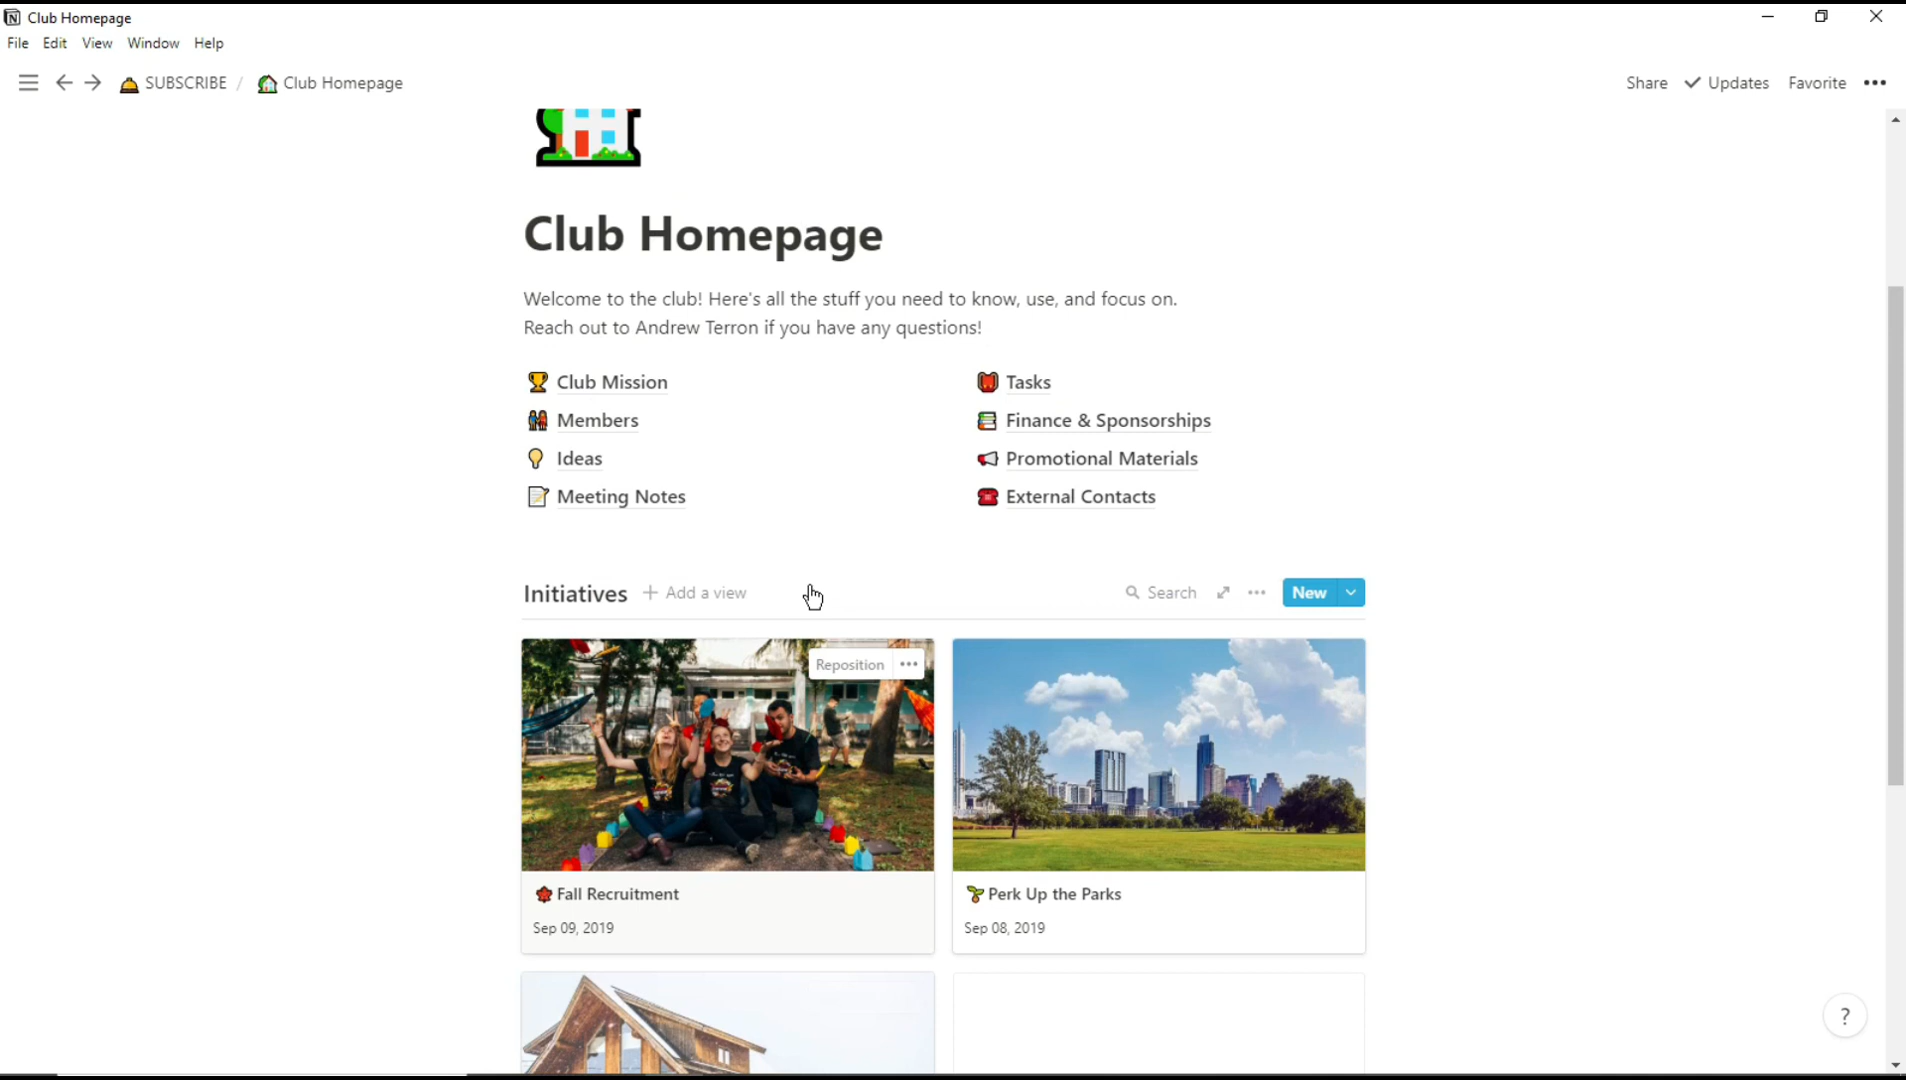 Club Homepage
File Edit View Window Help
SUBSCRIBE / Club Homepage
Share Updates Favorite
Club Homepage
Welcome to the club! Here's all the stuff you need to know, use, and focus on.
Reach out to Andrew Terron if you have any questions!
Club Mission
Members
Ideas
Meeting Notes
Tasks
Finance & Sponsorships
Promotional Materials
External Contacts
Initiatives + Add a view Search New
Reposition
Fall Recruitment
Sep 09, 2019
Perk Up the Parks
Sep 08, 2019
?